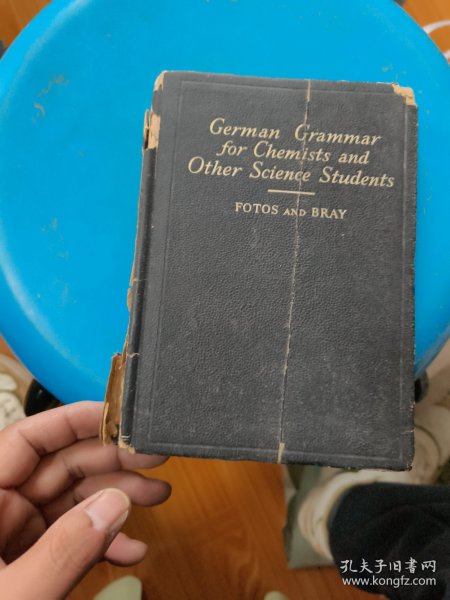 German Grammar
for Chemists and
Other Science Students
FOTOS AND BRAY
孔夫子旧书网
www.kongfz.com